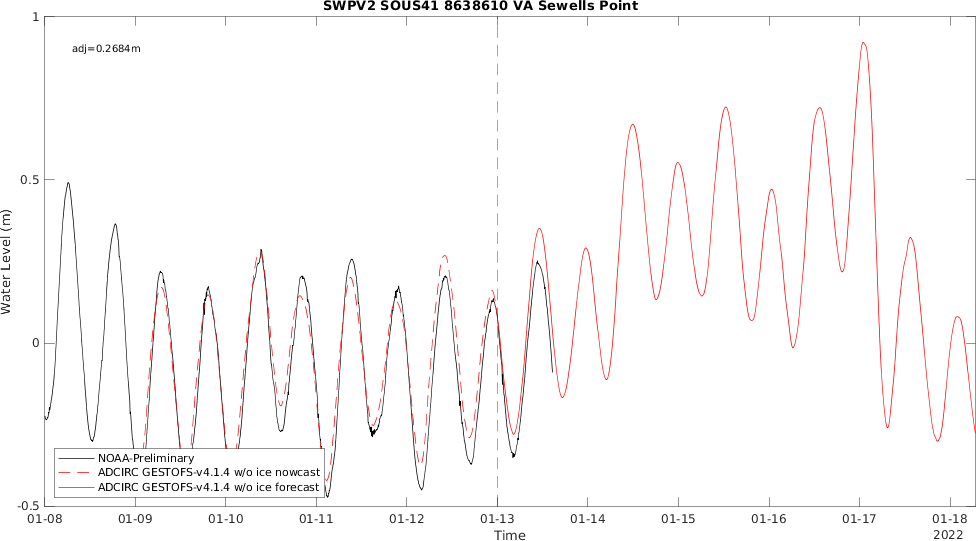 SWPV2 SOUS41 8638610 VA Sewells Point
adj=0.2684m
1
0.5
0
-0.5
Water Level (m)
NOAA-Preliminary
ADCIRC GESTOFS-v4.1.4 w/o ice nowcast
ADCIRC GESTOFS-v4.1.4 w/o ice forecast
01-08 01-09 01-10 01-11 01-12 01-13 01-14 01-15 01-16 01-17 01-18
Time
2022